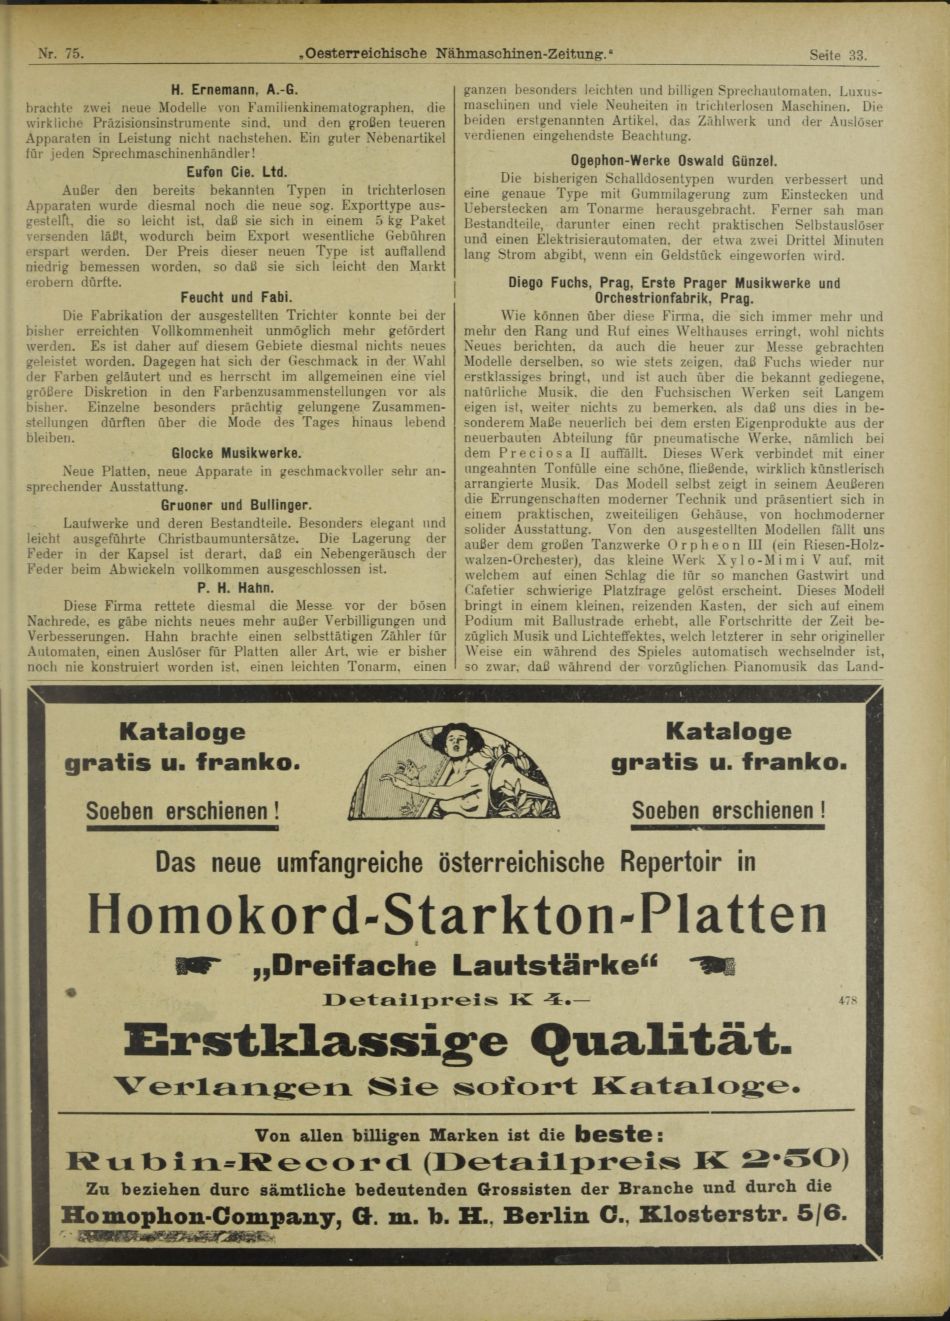 Nr. 75.
„Oesterreichische Nähmaschinen-Zeitung.“
Seite 33.
H. Ernemann, A.-G.
brachte zwei neue Modelle von Familienkinematographen, die
wirkliche Präzisionsinstrumente sind, und den großen teueren
Apparaten in Leistung nicht nachstehen. Ein guter Nebenartikel
für jeden Sprechmaschinenhändler!
Eufon Cie. Ltd.
Außer den bereits bekannten Typen in trichterlosen
Apparaten wurde diesmal noch die neue sog. Exporttype aus-
gestellt, die so leicht ist, daß sie sich in einem 5 kg Paket
versenden läßt, wodurch beim Export wesentliche Gebühren
erspart werden. Der Preis dieser neuen Type ist auffallend
niedrig bemessen worden, so daß sie sich leicht den Markt
erobern dürfte.
Feucht und Fabi.
Die Fabrikation der ausgestellten Trichter konnte bei der
bisher erreichten Vollkommenheit unmöglich mehr gefördert
werden. Es ist daher auf diesem Gebiete diesmal nichts neues
geleistet worden. Dagegen hat sich der Geschmack in der Wahl
der Farben geläutert und es herrscht im allgemeinen eine viel
größere Diskretion in den Farbenzusammenstellungen vor als
bisher. Einzelne besonders prächtig gelungene Zusammen-
stellungen dürften über die Mode des Tages hinaus lebend
bleiben.
Glocke Musikwerke.
Neue Platten, neue Apparate in geschmackvoller sehr an-
sprechender Ausstattung.
Gruoner und Bullinger.
Laufwerke und deren Bestandteile. Besonders elegant und
leicht ausgeführte Christbaumuntersätze. Die Lagerung der
Feder in der Kapsel ist derart, daß ein Nebengeräusch der
Feder beim Abwickeln vollkommen ausgeschlossen ist.
P. H. Hahn.
Diese Firma rettete diesmal die Messe vor der bösen
Nachrede, es gäbe nichts neues mehr außer Verbilligungen und
Verbesserungen. Hahn brachte einen selbsttätigen Zähler für
Automaten, einen Auslöser für Platten aller Art, wie er bisher
noch nie konstruiert worden ist, einen leichten Tonarm, einen
ganzen besonders leichten und billigen Sprechautomaten, Luxus-
maschinen und viele Neuheiten in trichterlosen Maschinen. Die
beiden erstgenannten Artikel, das Zählwerk und der Auslöser
verdienen eingehendste Beachtung.
Ogephon-Werke Oswald Günzel.
Die bisherigen Schalldosentypen wurden verbessert und
eine genaue Type mit Gummilagerung zum Einstecken und
Ueberstecken am Tonarme herausgebracht. Ferner sah man
Bestandteile, darunter einen recht praktischen Selbstauslöser
und einen Elektrisierautomaten, der etwa zwei Drittel Minuten
lang Strom abgibt, wenn ein Geldstück eingeworfen wird.
Diego Fuchs, Prag, Erste Prager Musikwerke und
Orchestrionfabrik, Prag.
Wie können über diese Firma, die sich immer mehr und
mehr den Rang und Ruf eines Welthauses erringt, wohl nichts
Neues berichten, da auch die heuer zur Messe gebrachten
Modelle derselben, so wie stets zeigen, daß Fuchs wieder nur
erstklassiges bringt, und ist auch über die bekannt gediegene,
natürliche Musik, die den Fuchsischen Werken seit Langem
eigen ist, weiter nichts zu bemerken, als daß uns dies in be-
sonderem Maße neuerlich bei dem ersten Eigenprodukte aus der
neuerbauten Abteilung für pneumatische Werke, nämlich bei
dem Preciosa II auffällt. Dieses Werk verbindet mit einer
ungeahnten Tonfülle eine schöne, fließende, wirklich künstlerisch
arrangierte Musik. Das Modell selbst zeigt in seinem Aeußeren
die Errungenschaften moderner Technik und präsentiert sich in
einem praktischen, zweiteiligen Gehäuse, von hochmoderner
solider Ausstattung. Von den ausgestellten Modellen fällt uns
außer dem großen Tanzwerke Orpheon III (ein Riesen-Holz-
walzen-Orchester), das kleine Werk Xylo-Mimi V auf, mit
welchem auf einen Schlag die für so manchen Gastwirt und
Cafetier schwierige Platzfrage gelöst erscheint. Dieses Modell
bringt in einem kleinen, reizenden Kasten, der sich auf einem
Podium mit Ballustrade erhebt, alle Fortschritte der Zeit be-
züglich Musik und Lichteffektes, welch letzterer in sehr origineller
Weise ein während des Spieles automatisch wechselnder ist,
so zwar, daß während der vorzüglichen Pianomusik das Land-
Kataloge
gratis u. franko.
Soeben erschienen!
Kataloge
gratis u. franko.
Soeben erschienen!
Das neue umfangreiche österreichische Repertoir in
Homokord-Starkton-Platten
„Dreifache Lautstärke“
Detailpreis K 4.—
478
Erstklassige Qualität.
Verlangen Sie sofort Kataloge.
Von allen billigen Marken ist die beste:
Rubin-Record (Detailpreis K 2·50)
Zu beziehen durc sämtliche bedeutenden Grossisten der Branche und durch die
Homophon-Company, G. m. b. H., Berlin C., Klosterstr. 5/6.